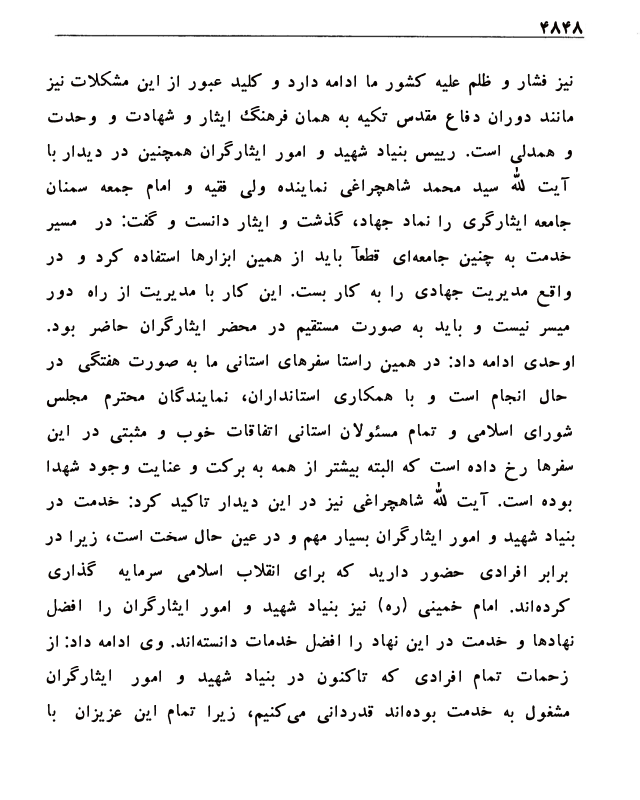 ۴۸۴۸
نیز فشار و ظلم علیه کشور ما ادامه دارد و کلید عبور از این مشکلات نیز
مانند دوران دفاع مقدس تکیه به همان فرهنگ ایثار و شهادت و وحدت
و همدلی است. رییس بنیاد شهید و امور ایثارگران همچنین در دیدار با
آیت لله سید محمد شاهچراغی نماینده ولی فقیه و امام جمعه سمنان
جامعه ایثارگری را نماد جهاد، گذشت و ایثار دانست و گفت: در مسیر
خدمت به چنین جامعه‌ای قطعآ باید از همین ابزارها استفاده کرد و در
واقع مدیریت جهادی را به کار بست. این کار با مدیریت از راه دور
میسر نیست و باید به صورت مستقیم در محضر ایثارگران حاضر بود.
اوحدی ادامه داد: در همین راستا سفرهای استانی ما به صورت هفتگی در
حال انجام است و با همکاری استانداران، نمایندگان محترم مجلس
شورای اسلامی و تمام مسئولان استانی اتفاقات خوب و مثبتی در این
سفرها رخ داده است که البته بیشتر از همه به برکت و عنایت وجود شهدا
بوده است. آیت لله شاهچراغی نیز در این دیدار تاکید کرد: خدمت در
بنیاد شهید و امور ایثارگران بسیار مهم و در عین حال سخت است، زیرا در
برابر افرادی حضور دارید که برای انقلاب اسلامی سرمایه گذاری
کرده‌اند. امام خمینی (ره) نیز بنیاد شهید و امور ایثارگران را افضل
نهادها و خدمت در این نهاد را افضل خدمات دانسته‌اند. وی ادامه داد: از
زحمات تمام افرادی که تاکنون در بنیاد شهید و امور ایثارگران
مشغول به خدمت بوده‌اند قدردانی می‌کنیم، زیرا تمام این عزیزان با